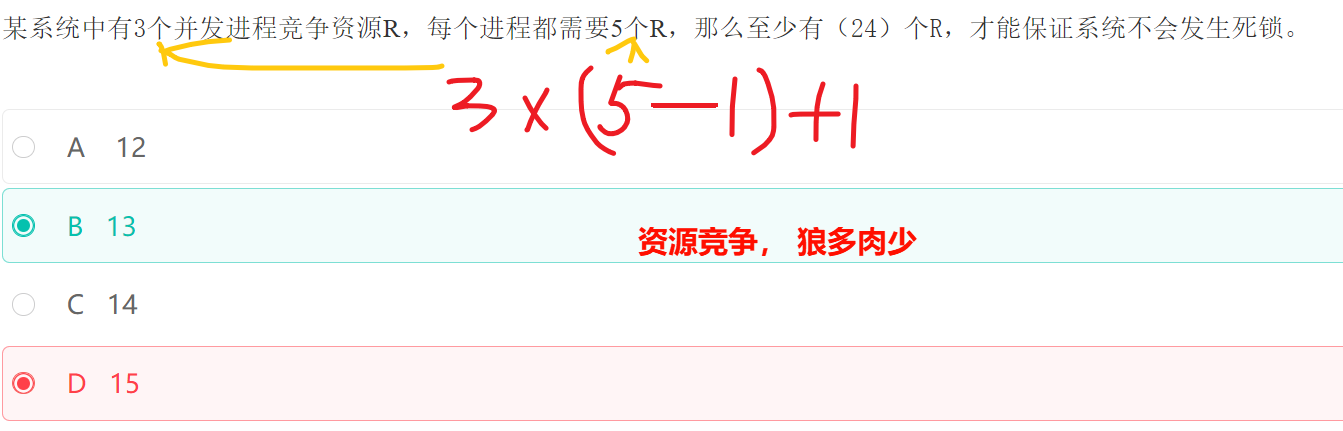 某系统中有3个并发进程竞争资源R，每个进程都需要5个R，那么至少有（24）个R，才能保证系统不会发生死锁。
3×(5-1)+1
A 12
B 13
资源竞争， 狼多肉少
C 14
D 15